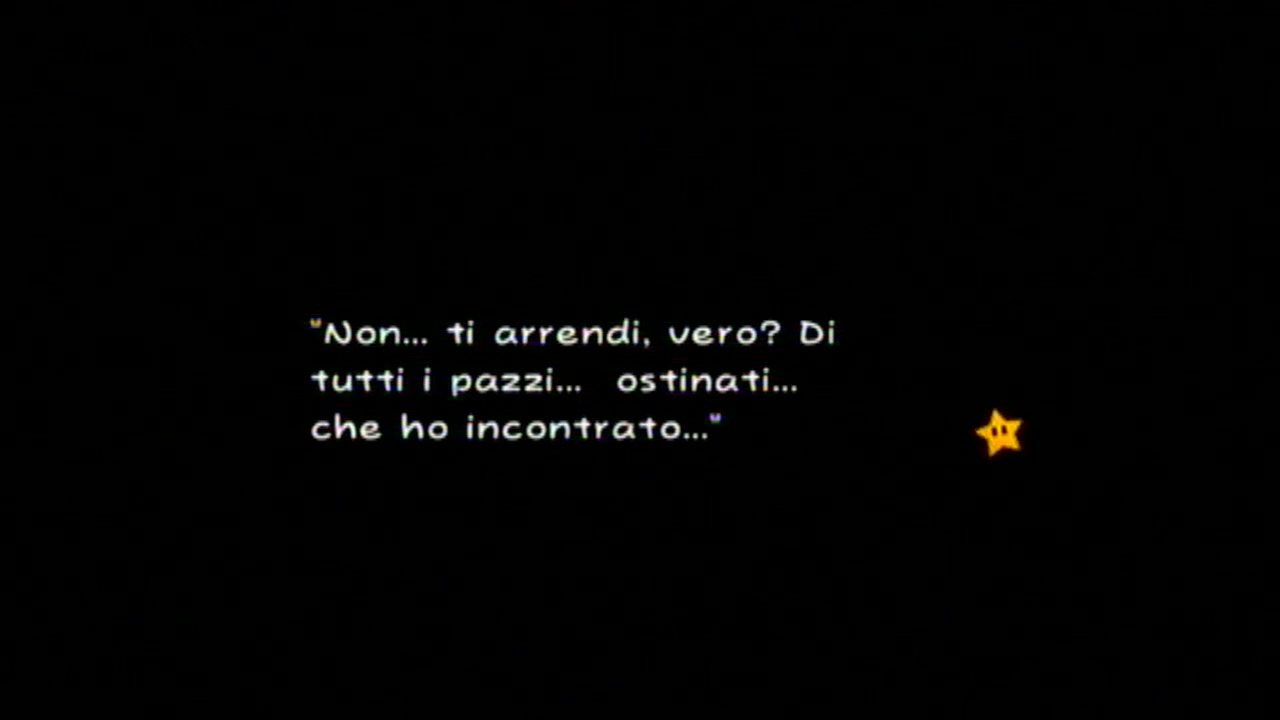 "Non... ti arrendi, vero? Di
tutti i pazzi... ostinati...
che ho incontrato..."